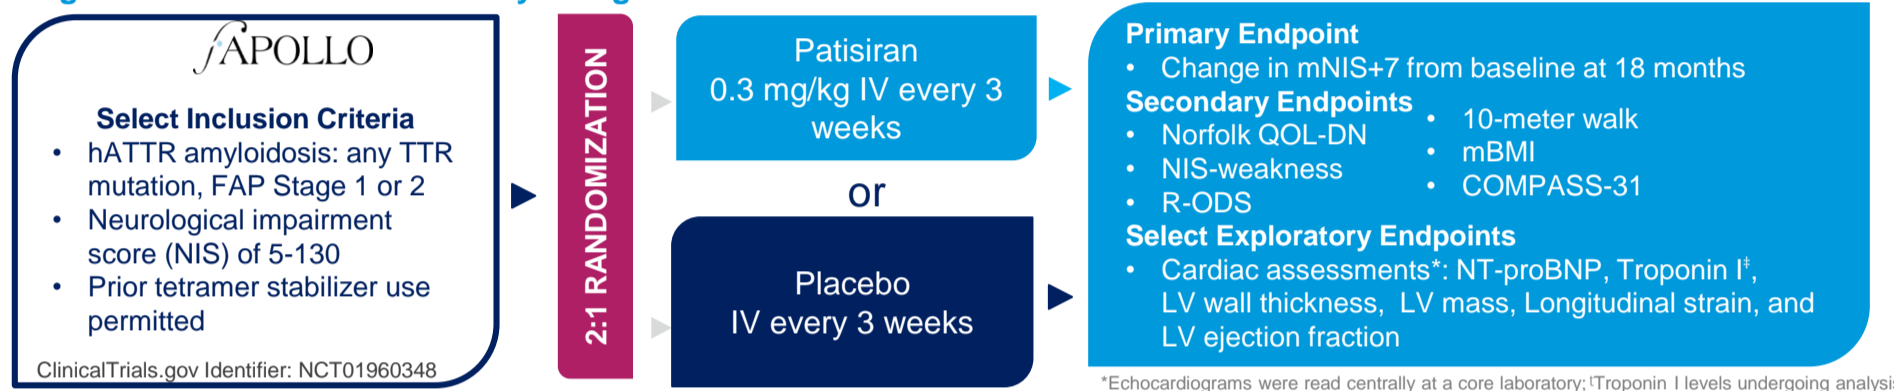 APOLLO
Select Inclusion Criteria
• hATTR amyloidosis: any TTR
mutation, FAP Stage 1 or 2
• Neurological impairment
score (NIS) of 5-130
• Prior tetramer stabilizer use
permitted
ClinicalTrials.gov Identifier: NCT01960348
2:1 RANDOMIZATION
Patisiran
0.3 mg/kg IV every 3
weeks
or
Placebo
IV every 3 weeks
Primary Endpoint
• Change in mNIS+7 from baseline at 18 months
Secondary Endpoints
• Norfolk QOL-DN
• NIS-weakness
• R-ODS
• 10-meter walk
• mBMI
• COMPASS-31
Select Exploratory Endpoints
• Cardiac assessments*: NT-proBNP, Troponin I‡,
LV wall thickness, LV mass, Longitudinal strain, and
LV ejection fraction
*Echocardiograms were read centrally at a core laboratory; ᵗTroponin I levels undergoing analysis